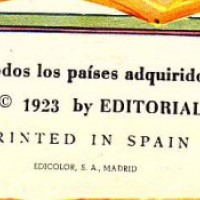 odos los países adquirido
© 1923 by EDITORIAL
RINTED IN SPAIN
EDICOLOR, S. A., MADRID